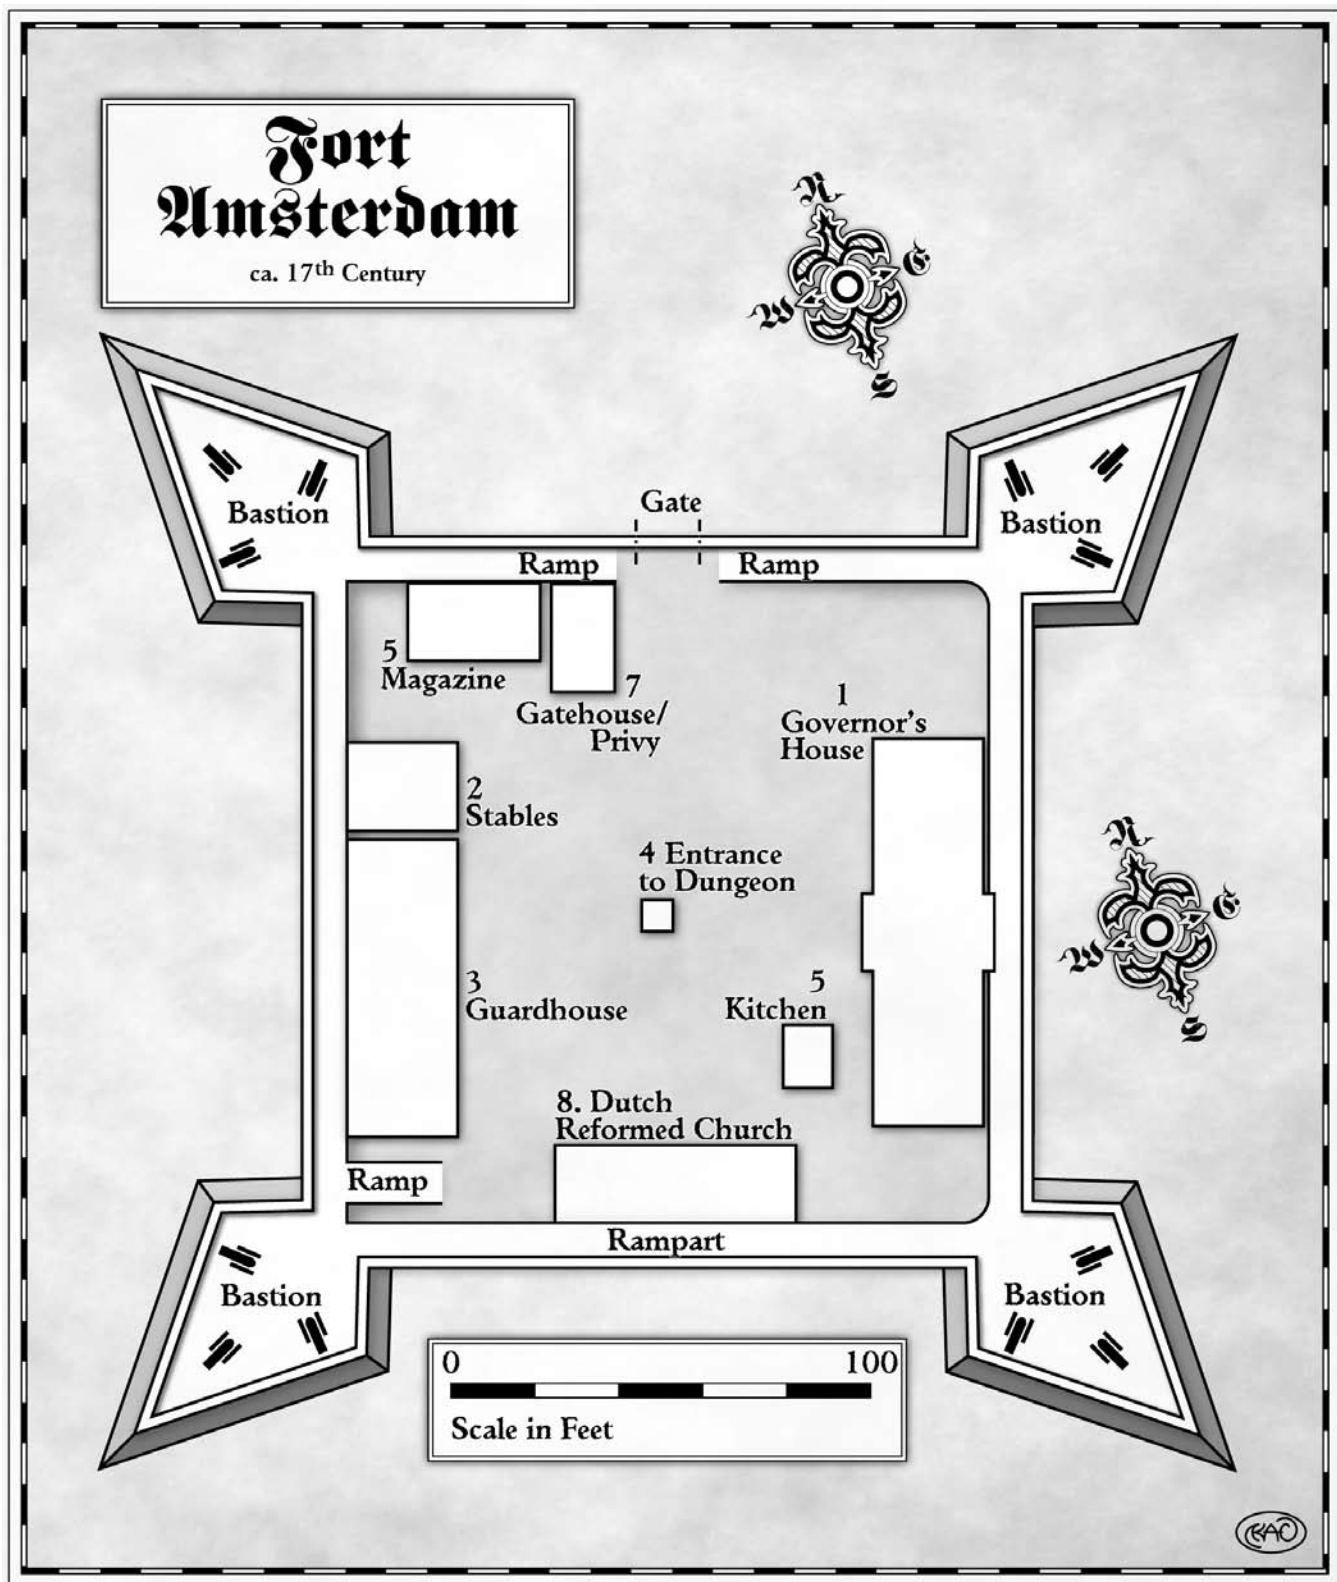 Fort
Amsterdam
ca. 17th Century
N
E
W
S
Gate
Bastion
Bastion
Ramp
Ramp
5
Magazine
7
Gatehouse/
Privy
1
Governor's
House
2
Stables
4 Entrance
to Dungeon
N
E
W
S
3
Guardhouse
5
Kitchen
8. Dutch
Reformed Church
Ramp
Rampart
Bastion
Bastion
0 100
Scale in Feet